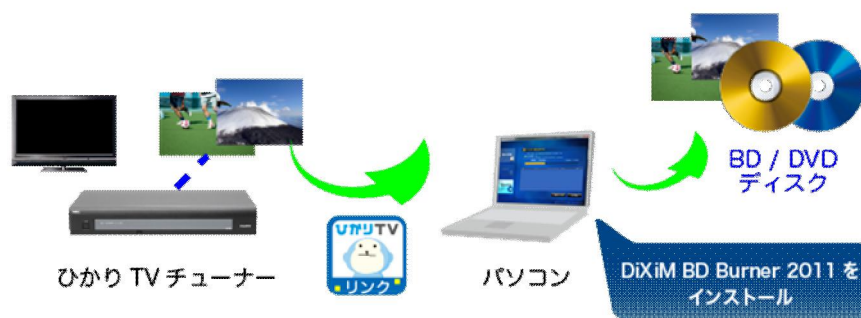 BD / DVD
ディスク
ひかりTV
リンク
ひかり TV チューナー
パソコン
DiXiM BD Burner 2011 を
インストール